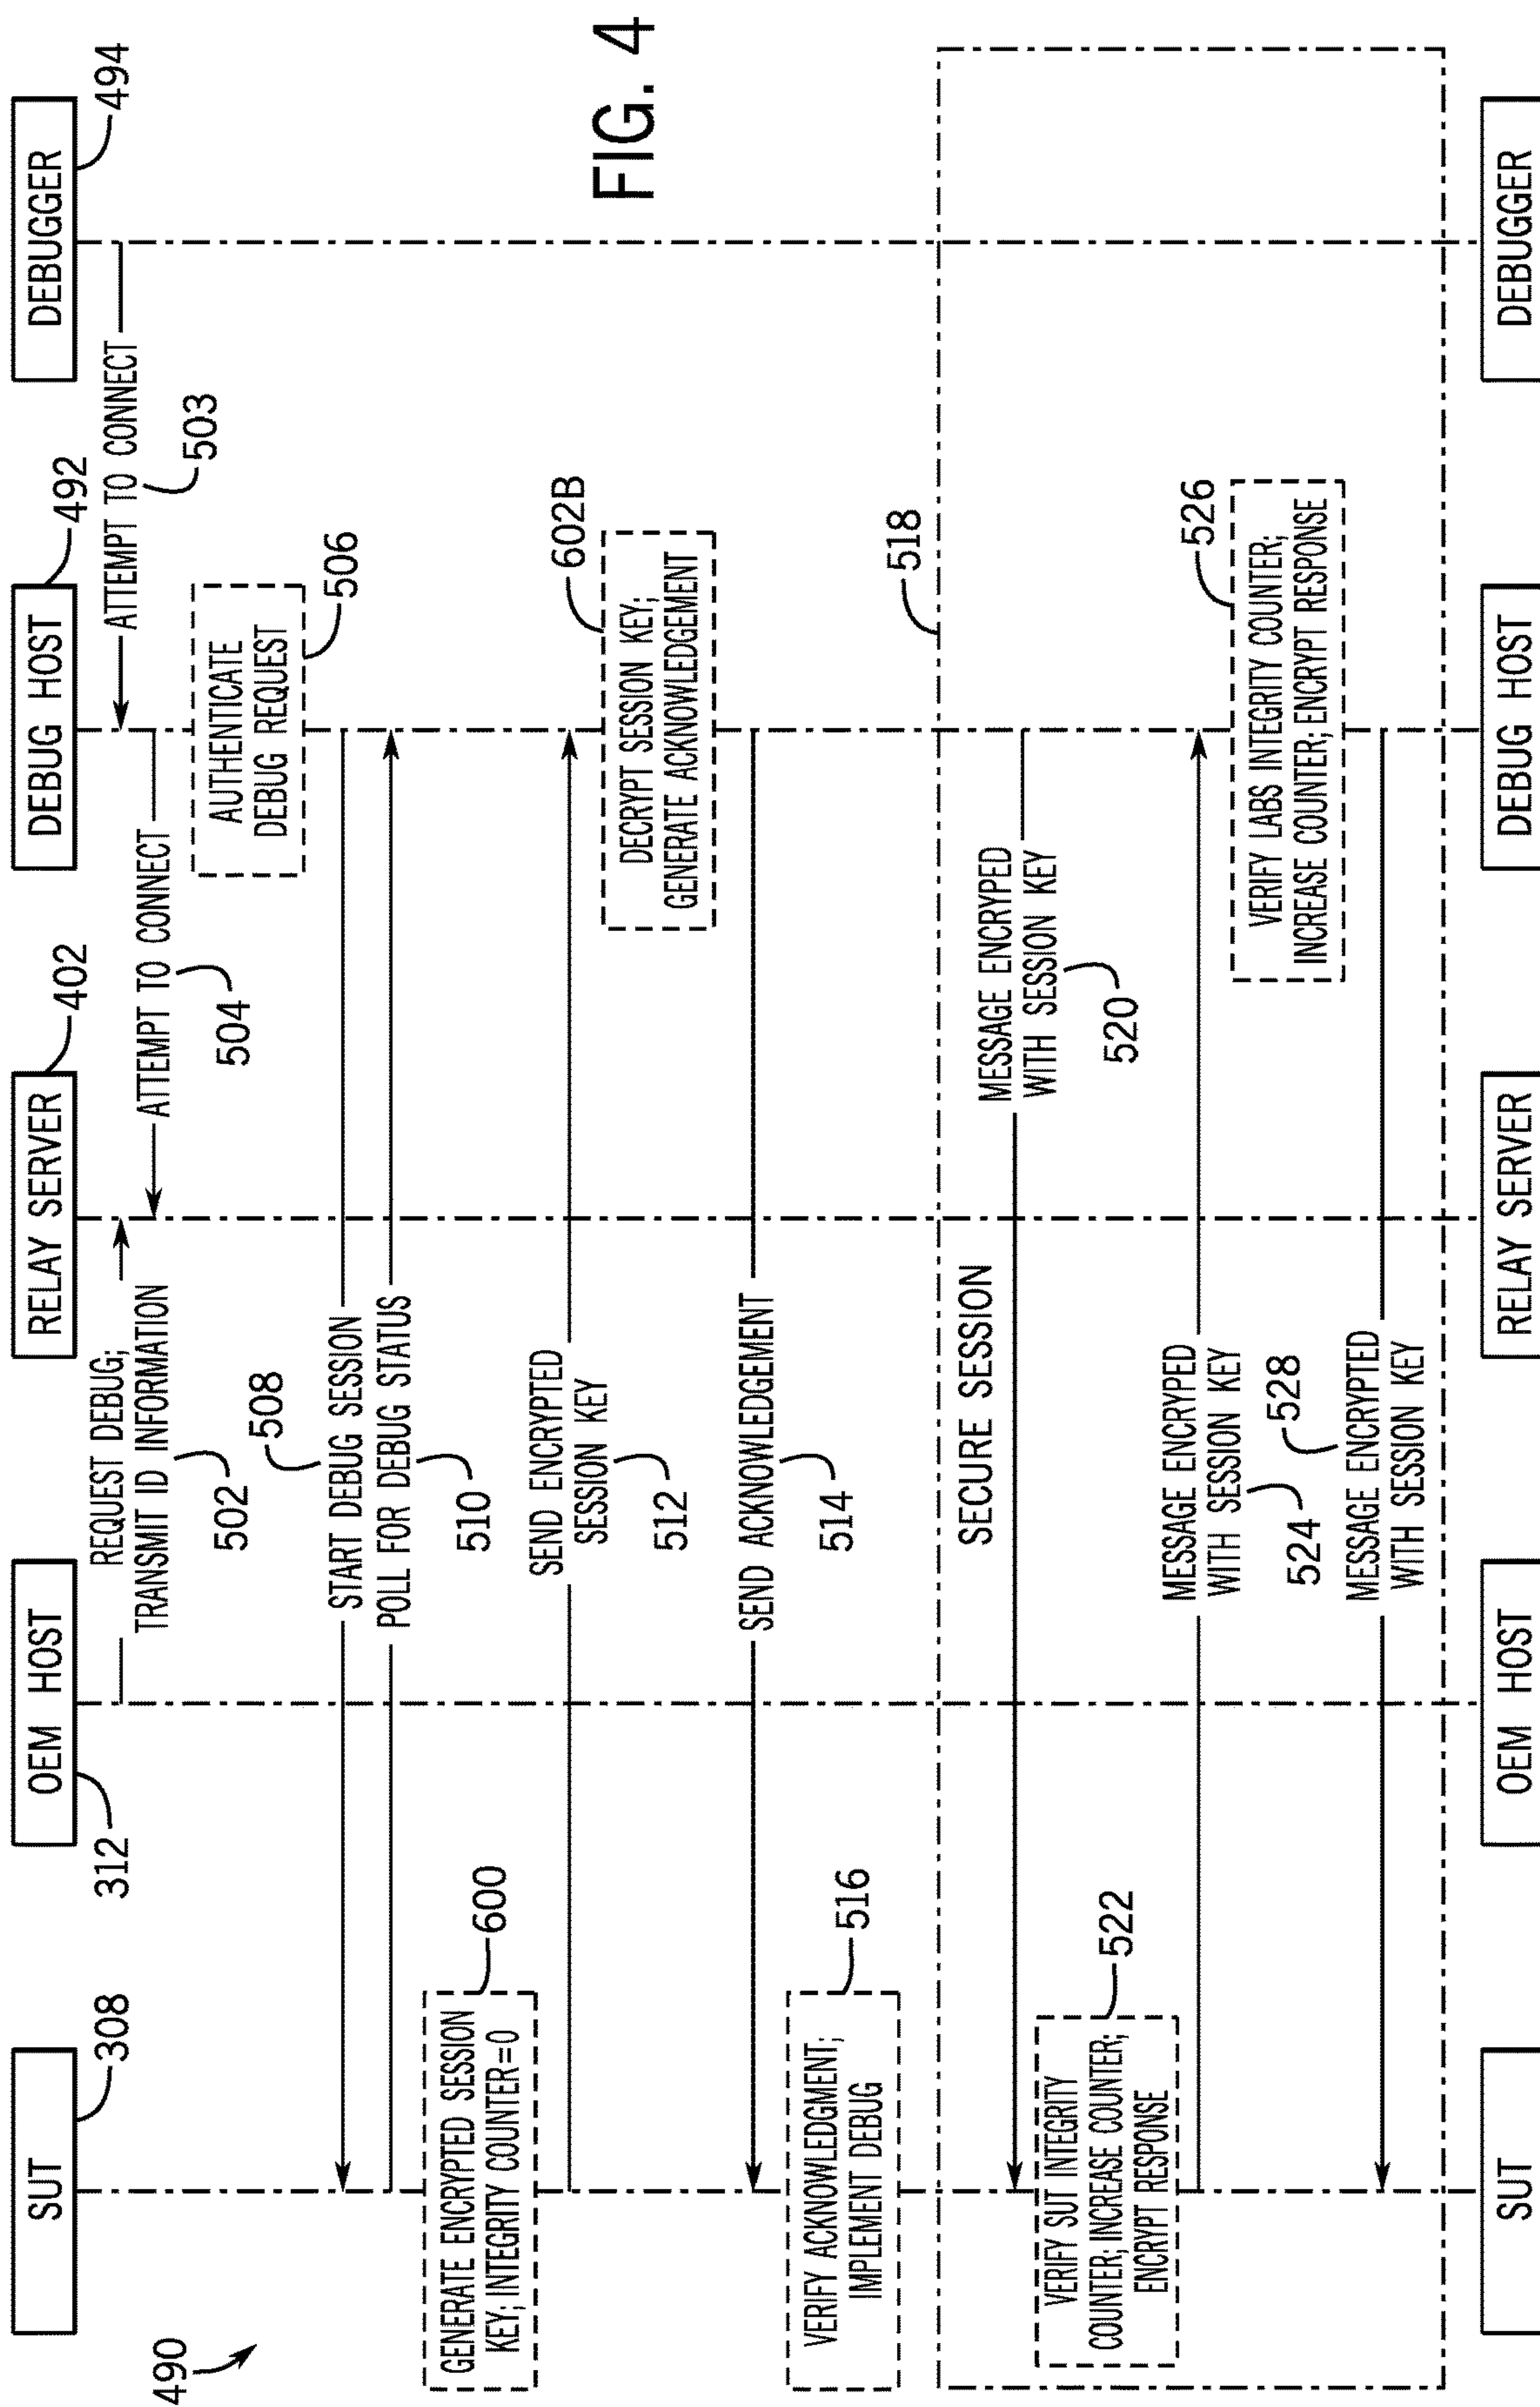 490
SUT
308
OEM HOST
312
RELAY SERVER
402
DEBUG HOST
492
DEBUGGER
494
REQUEST DEBUG;
TRANSMIT ID INFORMATION
502
ATTEMPT TO CONNECT
503
ATTEMPT TO CONNECT
504
AUTHENTICATE
DEBUG REQUEST
506
508
START DEBUG SESSION
POLL FOR DEBUG STATUS
510
GENERATE ENCRYPTED SESSION
KEY; INTEGRITY COUNTER=0
600
SEND ENCRYPTED
SESSION KEY
512
DECRYPT SESSION KEY;
GENERATE ACKNOWLEDGEMENT
602B
SEND ACKNOWLEDGEMENT
514
VERIFY ACKNOWLEDGMENT;
IMPLEMENT DEBUG
516
FIG. 4
518
SECURE SESSION
MESSAGE ENCRYPED
WITH SESSION KEY
520
VERIFY SUT INTEGRITY
COUNTER; INCREASE COUNTER;
ENCRYPT RESPONSE
522
MESSAGE ENCRYPED
WITH SESSION KEY
524
VERIFY LABS INTEGRITY COUNTER;
INCREASE COUNTER; ENCRYPT RESPONSE
526
528
MESSAGE ENCRYPTED
WITH SESSION KEY
SUT
OEM HOST
RELAY SERVER
DEBUG HOST
DEBUGGER